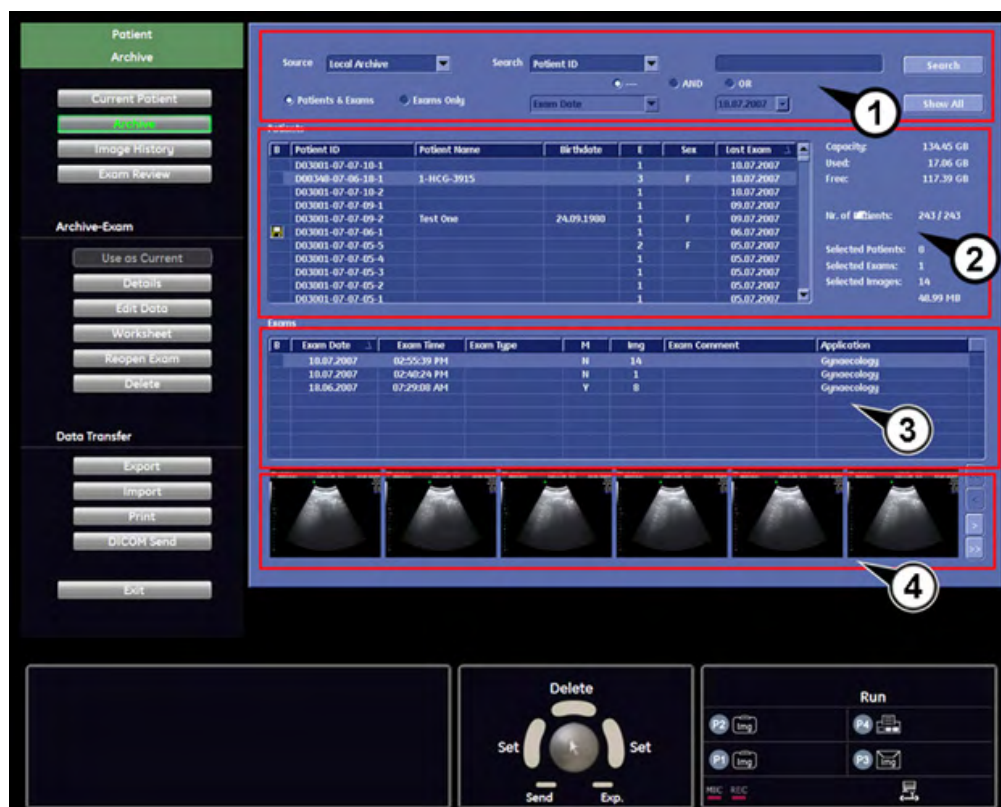 Patient
Archive
Current Patient
Archive
Image History
Exam Review
Archive-Exam
Use as Current
Details
Edit Data
Worksheet
Reopen Exam
Delete
Data Transfer
Export
Import
Print
DICOM Send
Exit
Source Local Archive Search Patient ID Search
--- AND OR
Patients & Exams Exams Only Exam Date 18.07.2007 Show All
1
Patients
B Patient ID Patient Name Birthdate E Sex Last Exam
D03001-07-07-10-1 1 10.07.2007
D00348-07-06-18-1 1-HCG-3915 3 F 10.07.2007
D03001-07-07-10-2 1 10.07.2007
D03001-07-07-09-1 1 09.07.2007
D03001-07-07-09-2 Test One 24.09.1980 1 F 09.07.2007
D03001-07-07-06-1 1 06.07.2007
D03001-07-07-05-5 2 F 05.07.2007
D03001-07-07-05-4 1 05.07.2007
D03001-07-07-05-3 1 05.07.2007
D03001-07-07-05-2 1 05.07.2007
D03001-07-07-05-1 1 05.07.2007
Capacity: 134.45 GB
Used: 17.06 GB
Free: 117.39 GB
Nr. of 243 / 243
Selected Patients: 0
Selected Exams: 1
Selected Images: 14
48.99 MB
2
Exams
B Exam Date Exam Time Exam Type M Img Exam Comment Application
10.07.2007 02:55:39 PM N 14 Gynaecology
10.07.2007 02:40:24 PM N 1 Gynaecology
18.06.2007 07:29:08 AM Y 8 Gynaecology
3
<
>
>>
4
Delete
Set Set
Send Exp.
Run
P2 Img P4
P1 Img P3 Img
MIC REC